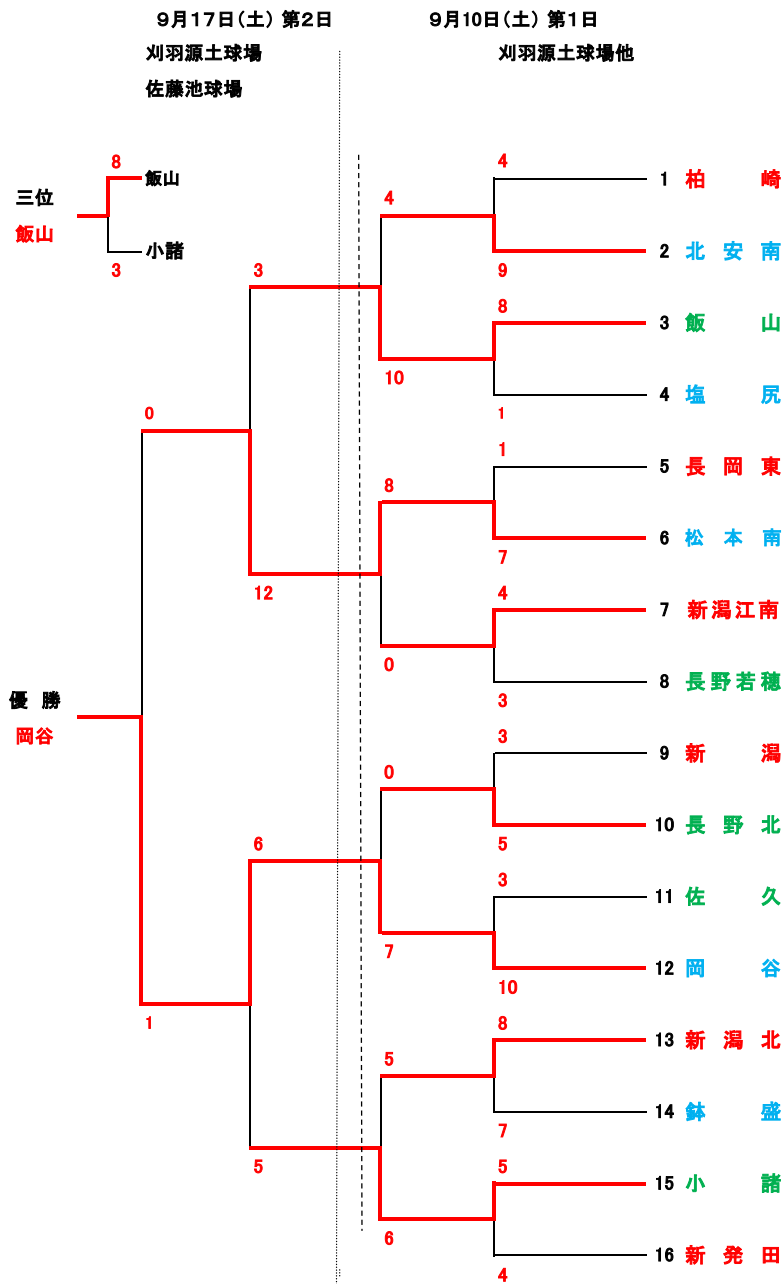 9月17日(土) 第2日
9月10日(土) 第1日
刈羽源土球場
刈羽源土球場他
佐藤池球場
8
飯山
三位
飯山
小諸
3
4
1 柏崎
4
2 北安南
9
3
8
3 飯山
10
4 塩尻
1
0
1
5 長岡東
8
6 松本南
7
12
4
7 新潟江南
0
8 長野若穂
3
優勝
岡谷
3
9 新潟
0
10 長野北
5
6
3
11 佐久
7
12 岡谷
10
1
8
13 新潟北
5
14 鉢盛
7
5
5
15 小諸
6
16 新発田
4